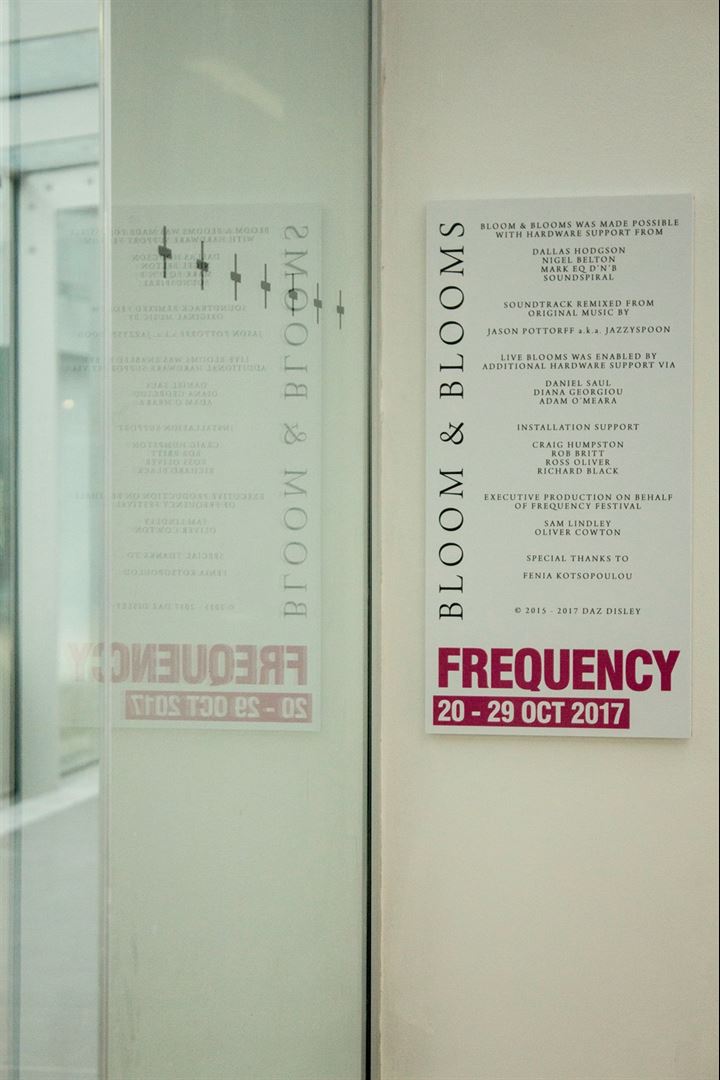 BLOOM & BLOOMS
BLOOM & BLOOMS WAS MADE POSSIBLE
WITH HARDWARE SUPPORT FROM
DALLAS HODGSON
NIGEL BELTON
MARK EQ D'N'B
SOUNDSPIRAL
SOUNDTRACK REMIXED FROM
ORIGINAL MUSIC BY
JASON POTTORFF a.k.a. JAZZYSPOON
LIVE BLOOMS WAS ENABLED BY
ADDITIONAL HARDWARE SUPPORT VIA
DANIEL SAUL
DIANA GEORGIOU
ADAM O'MEARA
INSTALLATION SUPPORT
CRAIG HUMPSTON
ROB BRITT
ROSS OLIVER
RICHARD BLACK
EXECUTIVE PRODUCTION ON BEHALF
OF FREQUENCY FESTIVAL
SAM LINDLEY
OLIVER COWTON
SPECIAL THANKS TO
FENIA KOTSOPOULOU
© 2015 - 2017 DAZ DISLEY
FREQUENCY
20 - 29 OCT 2017